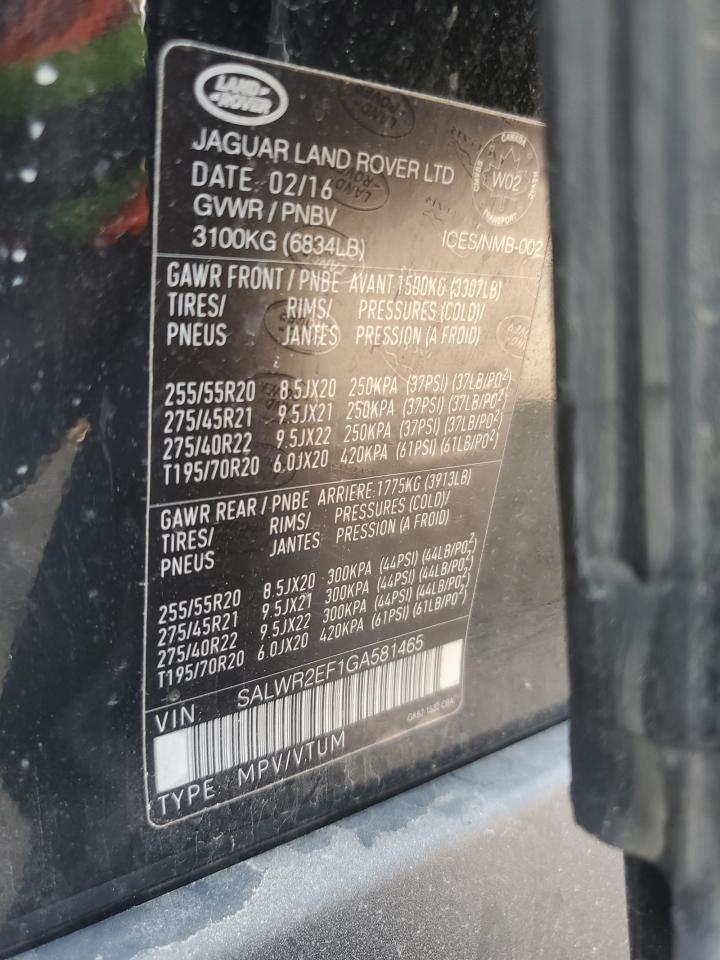 LAND
ROVER
JAGUAR LAND ROVER LTD
DATE: 02/16
GVWR / PNBV
3100KG (6834LB)
CANADA
W02
TRANSPORT
ICES/NMB-002
GAWR FRONT / PNBE AVANT 1500KG (3307LB)
TIRES/ RIMS/ PRESSURES (COLD)/
PNEUS JANTES PRESSION (A FROID)
255/55R20 8.5JX20 250KPA (37PSI) (37LB/PO²)
275/45R21 9.5JX21 250KPA (37PSI) (37LB/PO²)
275/40R22 9.5JX22 250KPA (37PSI) (37LB/PO²)
T195/70R20 6.0JX20 420KPA (61PSI) (61LB/PO²)
GAWR REAR / PNBE ARRIERE 1775KG (3913LB)
TIRES/ RIMS/ PRESSURES (COLD)/
PNEUS JANTES PRESSION (A FROID)
255/55R20 8.5JX20 300KPA (44PSI) (44LB/PO²)
275/45R21 9.5JX21 300KPA (44PSI) (44LB/PO²)
275/40R22 9.5JX22 300KPA (44PSI) (44LB/PO²)
T195/70R20 6.0JX20 420KPA (61PSI) (61LB/PO²)
VIN: SALWR2EF1GA581465
TYPE: MPV/VTUM